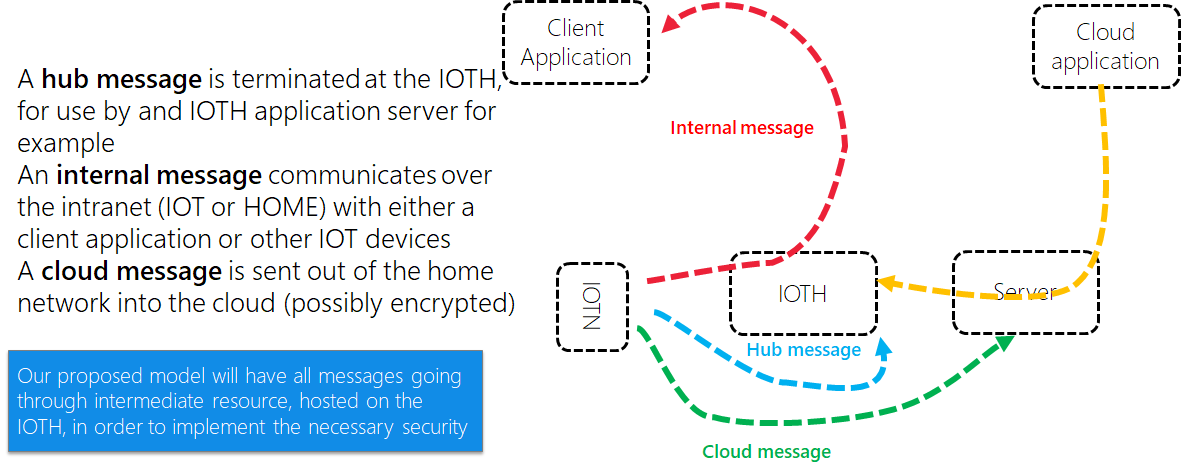 A hub message is terminated at the IOTH,
for use by and IOTH application server for
example
An internal message communicates over
the intranet (IOT or HOME) with either a
client application or other IOT devices
A cloud message is sent out of the home
network into the cloud (possibly encrypted)
Our proposed model will have all messages going
through intermediate resource, hosted on the
IOTH, in order to implement the necessary security
Client
Application
Cloud
application
Internal message
IOTN
IOTH
Server
Hub message
Cloud message